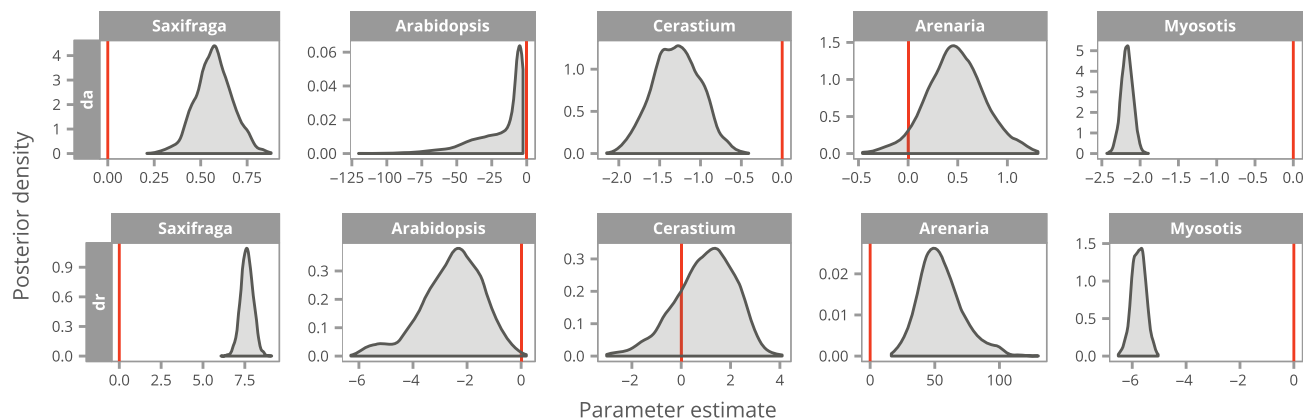 Saxifraga Arabidopsis Cerastium Arenaria Myosotis
da
4 3 2 1 0
0.06 0.04 0.02 0.00
1.0 0.5 0.0
1.5 1.0 0.5 0.0
5 4 3 2 1 0
0.00 0.25 0.50 0.75
−125 −100 −75 −50 −25 0
−2.0 −1.5 −1.0 −0.5 0.0
−0.5 0.0 0.5 1.0
−2.5 −2.0 −1.5 −1.0 −0.5 0.0
Posterior density
Saxifraga Arabidopsis Cerastium Arenaria Myosotis
dr
0.9 0.6 0.3 0.0
0.3 0.2 0.1 0.0
0.3 0.2 0.1 0.0
0.02 0.01 0.00
1.5 1.0 0.5 0.0
0.0 2.5 5.0 7.5
−6 −4 −2 0
−2 0 2 4
0 50 100
−6 −4 −2 0
Parameter estimate